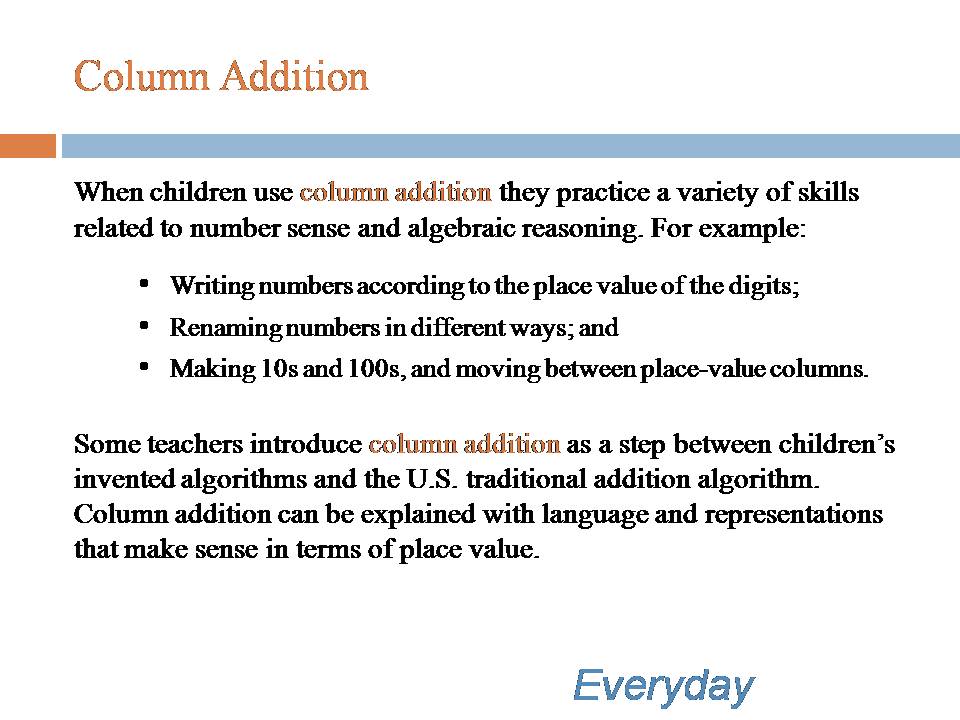 Column Addition
When children use column addition they practice a variety of skills
related to number sense and algebraic reasoning. For example:
• Writing numbers according to the place value of the digits;
• Renaming numbers in different ways; and
• Making 10s and 100s, and moving between place-value columns.
Some teachers introduce column addition as a step between children’s
invented algorithms and the U.S. traditional addition algorithm.
Column addition can be explained with language and representations
that make sense in terms of place value.
Everyday